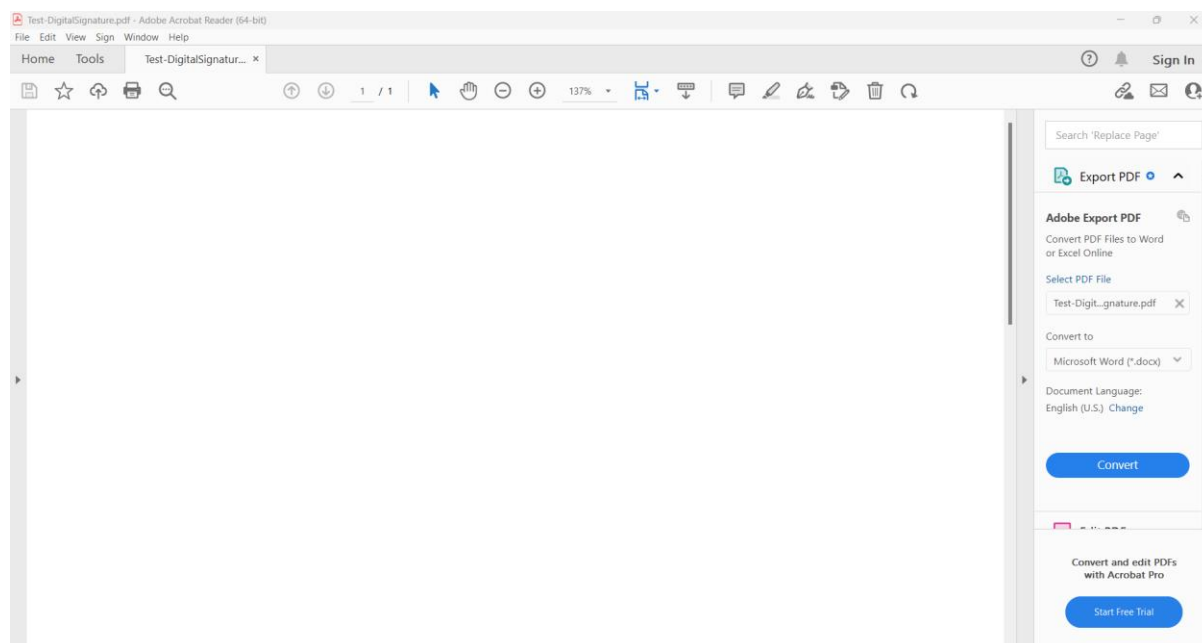 Test-DigitalSignature.pdf - Adobe Acrobat Reader (64-bit)
File Edit View Sign Window Help
Home Tools Test-DigitalSignatur... × Sign In
1 / 1 137%
Search 'Replace Page'
Export PDF
Adobe Export PDF
Convert PDF Files to Word
or Excel Online
Select PDF File
Test-Digit...gnature.pdf
Convert to
Microsoft Word (*.docx)
Document Language:
English (U.S.) Change
Convert
Edit PDF
Convert and edit PDFs
with Acrobat Pro
Start Free Trial